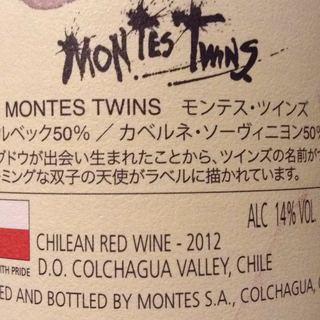 MONTES TWINS
MONTES TWINS モンテス・ツインズ
ルベック50%／カベルネ・ソーヴィニヨン50%
ブドウが出会い生まれたことから、ツインズの名前が
ーミングな双子の天使がラベルに描かれています。
ALC 14% VOL.
CHILEAN RED WINE - 2012
WITH PRIDE D.O. COLCHAGUA VALLEY, CHILE
ED AND BOTTLED BY MONTES S.A., COLCHAGUA,